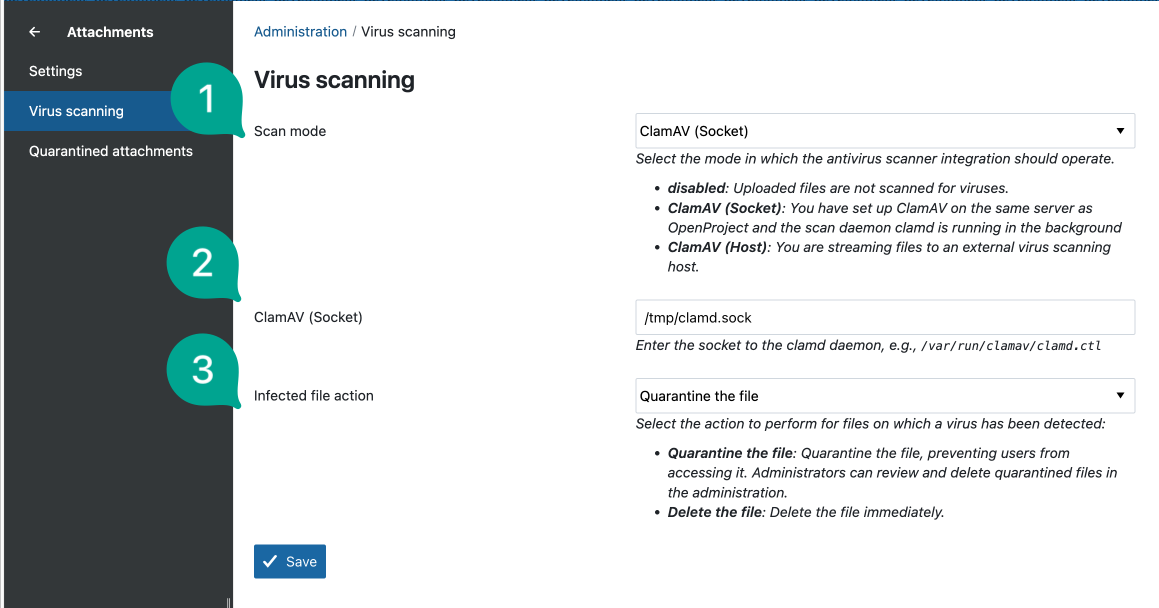 ← Attachments
Settings
Virus scanning
Quarantined attachments
1
2
3
Administration / Virus scanning
Virus scanning
Scan mode
ClamAV (Socket)
Select the mode in which the antivirus scanner integration should operate.
• disabled: Uploaded files are not scanned for viruses.
• ClamAV (Socket): You have set up ClamAV on the same server as
OpenProject and the scan daemon clamd is running in the background
• ClamAV (Host): You are streaming files to an external virus scanning
host.
ClamAV (Socket)
/tmp/clamd.sock
Enter the socket to the clamd daemon, e.g., /var/run/clamav/clamd.ctl
Infected file action
Quarantine the file
Select the action to perform for files on which a virus has been detected:
• Quarantine the file: Quarantine the file, preventing users from
accessing it. Administrators can review and delete quarantined files in
the administration.
• Delete the file: Delete the file immediately.
Save